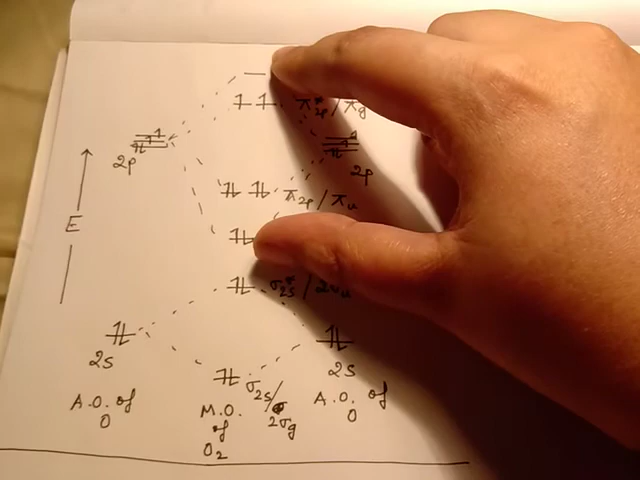 π*2p/πg
2p
2p
π2p/πu
E
σ*2s/2σu
2s
2s
σ2s/
2σg
A.O. of
O
M.O.
of
O2
A.O. of
O